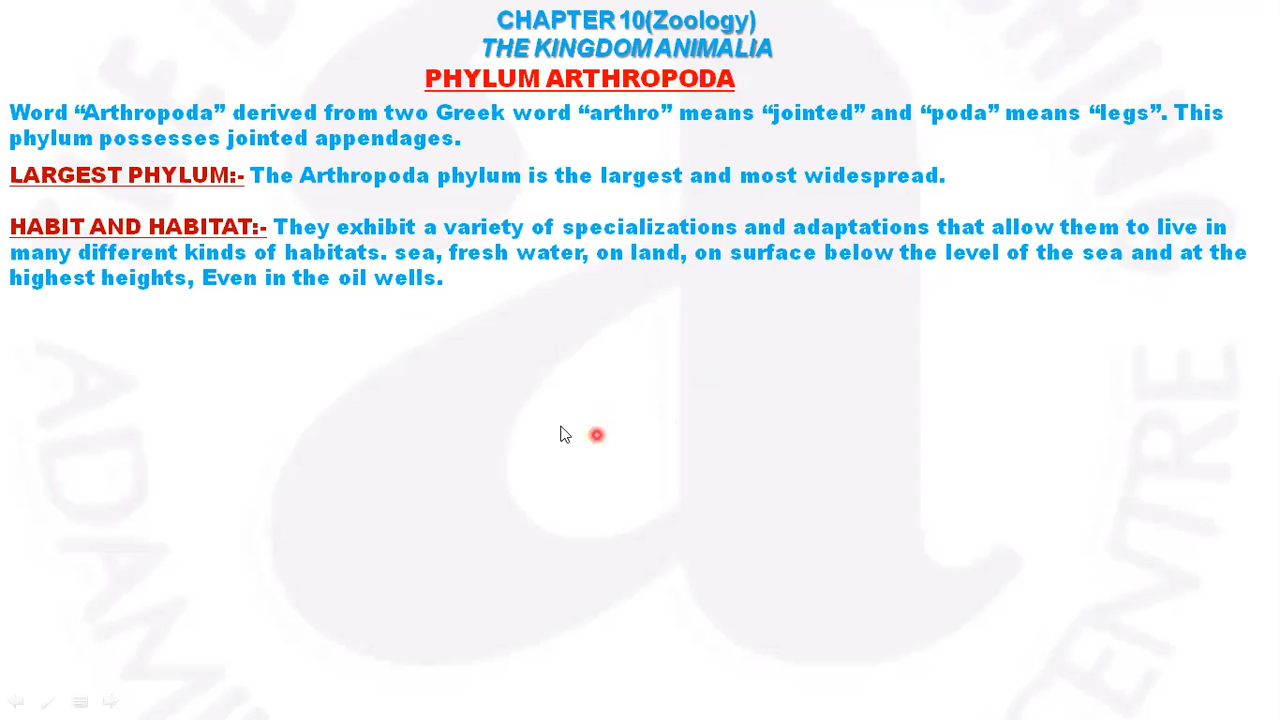 CHAPTER 10(Zoology)
THE KINGDOM ANIMALIA
PHYLUM ARTHROPODA
Word “Arthropoda” derived from two Greek word “arthro” means “jointed” and “poda” means “legs”. This
phylum possesses jointed appendages.
LARGEST PHYLUM:- The Arthropoda phylum is the largest and most widespread.
HABIT AND HABITAT:- They exhibit a variety of specializations and adaptations that allow them to live in
many different kinds of habitats. sea, fresh water, on land, on surface below the level of the sea and at the
highest heights, Even in the oil wells.